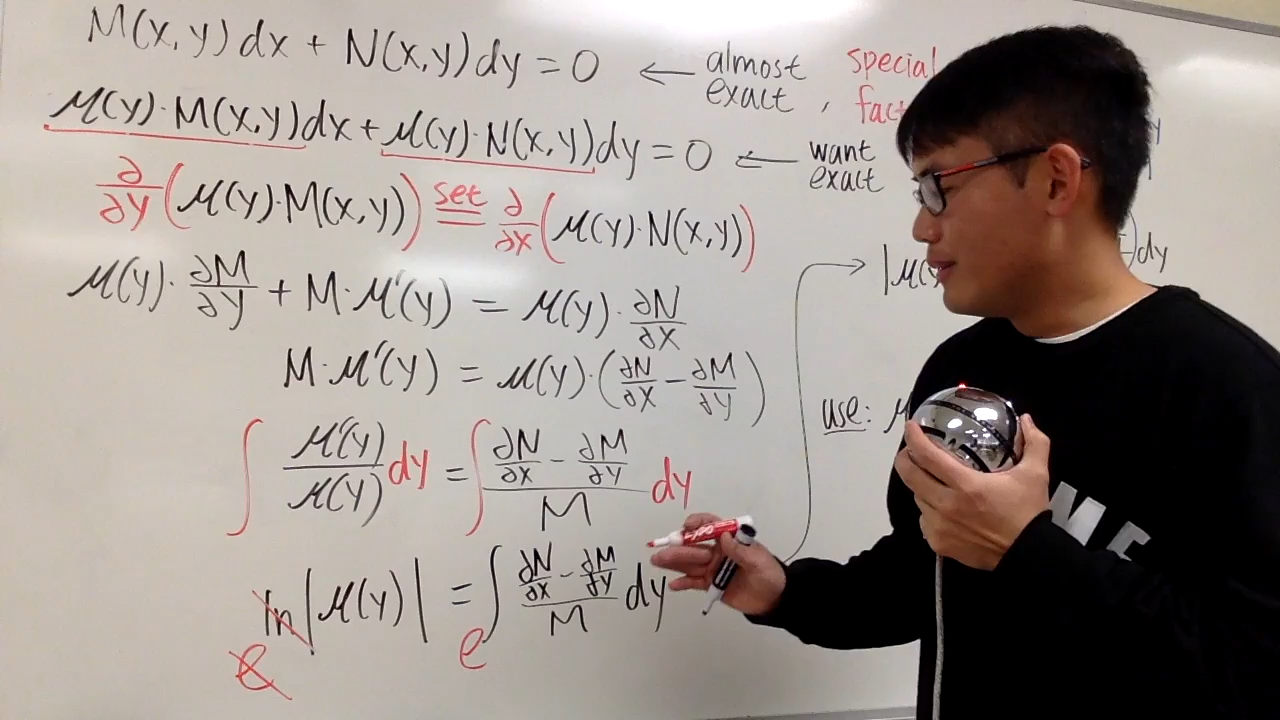 M(x,y) dx + N(x,y) dy = 0 ← almost exact, special
μ(y)·M(x,y)dx + μ(y)·N(x,y)dy = 0 ← want exact
∂/∂y (μ(y)·M(x,y)) set = ∂/∂x (μ(y)·N(x,y))
μ(y)·∂M/∂y + M·μ'(y) = μ(y)·∂N/∂x
M·μ'(y) = μ(y)·(∂N/∂x − ∂M/∂y)
∫ μ'(y)/μ(y) dy = ∫ (∂N/∂x − ∂M/∂y)/M dy
ln|μ(y)| = ∫ (∂N/∂x − ∂M/∂y)/M dy
e e
|μ( )dy
use: μ